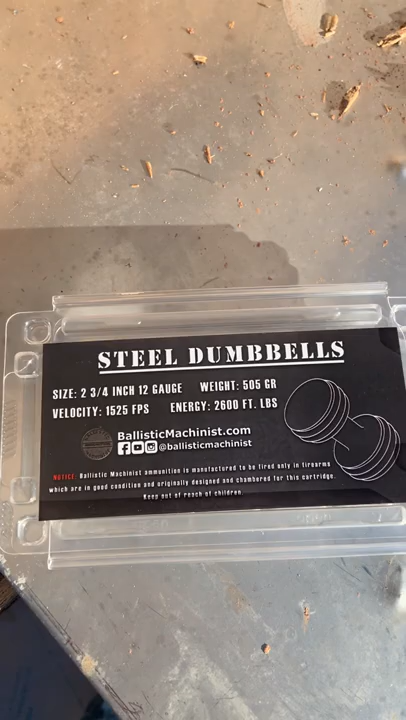 STEEL DUMBBELLS
SIZE: 2 3/4 INCH 12 GAUGE WEIGHT: 505 GR
VELOCITY: 1525 FPS ENERGY: 2600 FT. LBS
BallisticMachinist.com
@ballisticmachinist
NOTICE: Ballistic Machinist ammunition is manufactured to be fired only in firearms
which are in good condition and originally designed and chambered for this cartridge.
Keep out of reach of children.